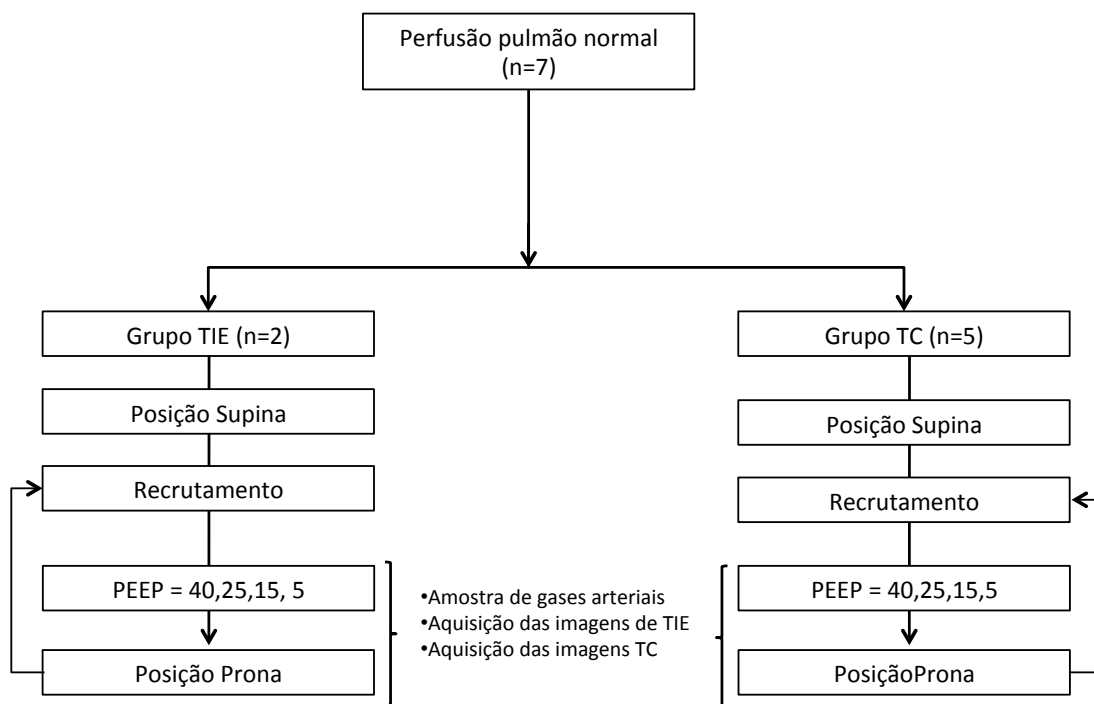 Perfusão pulmão normal
(n=7)
Grupo TIE (n=2)
Posição Supina
Recrutamento
PEEP = 40,25,15, 5
Posição Prona
•Amostra de gases arteriais
•Aquisição das imagens de TIE
•Aquisição das imagens TC
Grupo TC (n=5)
Posição Supina
Recrutamento
PEEP = 40,25,15,5
PosiçãoProna